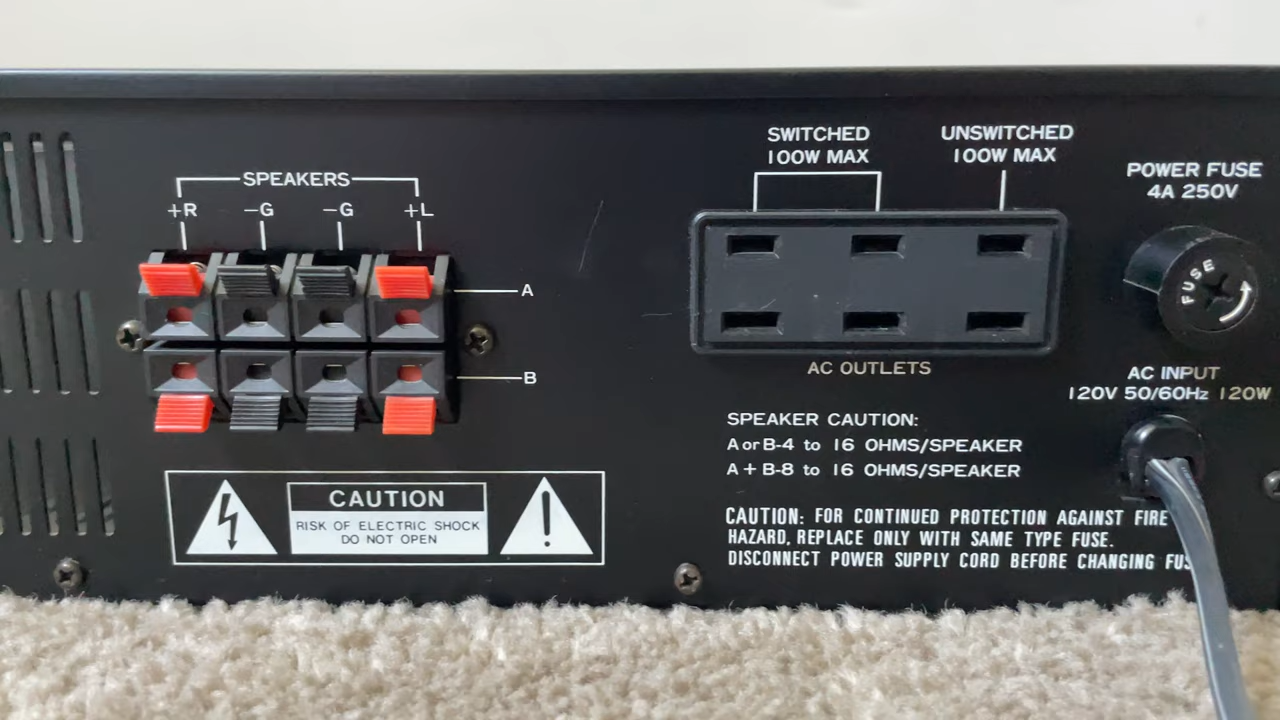 SPEAKERS
+R -G -G +L
A
B
CAUTION
RISK OF ELECTRIC SHOCK
DO NOT OPEN
SWITCHED
100W MAX
UNSWITCHED
100W MAX
AC OUTLETS
POWER FUSE
4A 250V
FUSE
AC INPUT
120V 50/60Hz 120W
SPEAKER CAUTION:
A or B-4 to 16 OHMS/SPEAKER
A + B-8 to 16 OHMS/SPEAKER
CAUTION: FOR CONTINUED PROTECTION AGAINST FIRE
HAZARD, REPLACE ONLY WITH SAME TYPE FUSE.
DISCONNECT POWER SUPPLY CORD BEFORE CHANGING